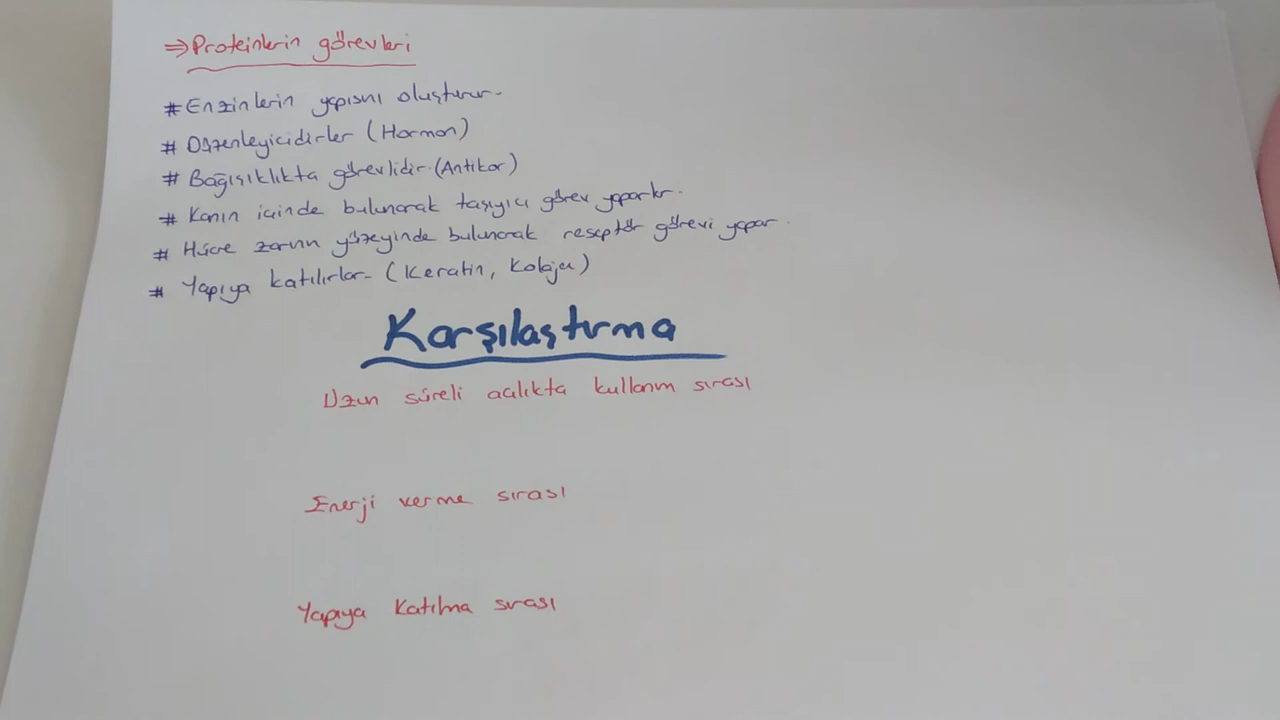 ⇒Proteinlerin görevleri
# Enzimlerin yapısını oluşturur.
# Düzenleyicidirler (Hormon)
# Bağışıklıkta görevlidir. (Antikor)
# Kanın içinde bulunarak taşıyıcı görev yaparlar.
# Hücre zarının yüzeyinde bulunarak reseptör görevi yapar.
# Yapıya katılırlar. (Keratin, Kolajen)
Karşılaştırma
Uzun süreli açlıkta kullanım sırası
Enerji verme sırası
Yapıya Katılma sırası